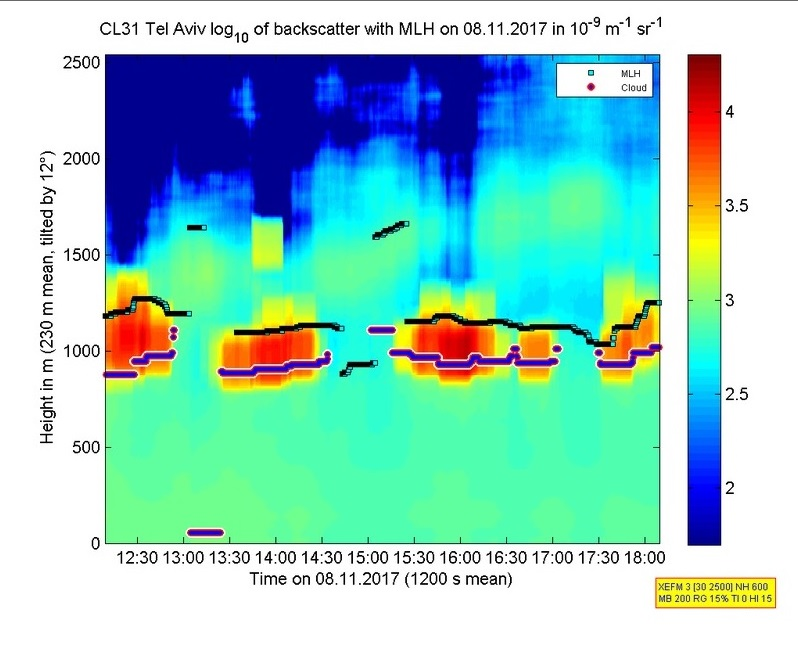 CL31 Tel Aviv log10 of backscatter with MLH on 08.11.2017 in 10-9 m-1 sr-1
MLH
Cloud
2500
2000
1500
1000
500
0
Height in m (230 m mean, tilted by 12°)
4
3.5
3
2.5
2
12:30 13:00 13:30 14:00 14:30 15:00 15:30 16:00 16:30 17:00 17:30 18:00
Time on 08.11.2017 (1200 s mean)
XEFM 3 [30 2500] NH 600
MB 200 RG 15% TI 0 HI 15